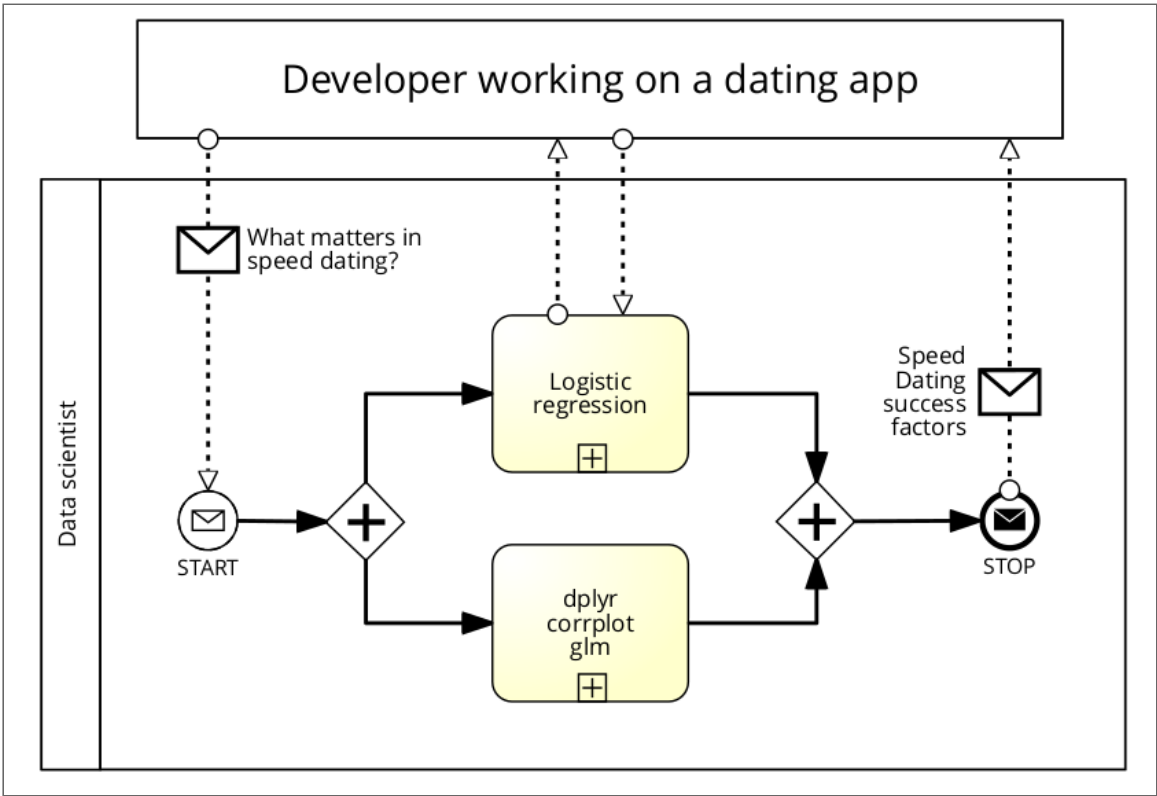 Developer working on a dating app
What matters in
speed dating?
Logistic
regression
Speed
Dating
success
factors
Data scientist
START
STOP
dplyr
corrplot
glm